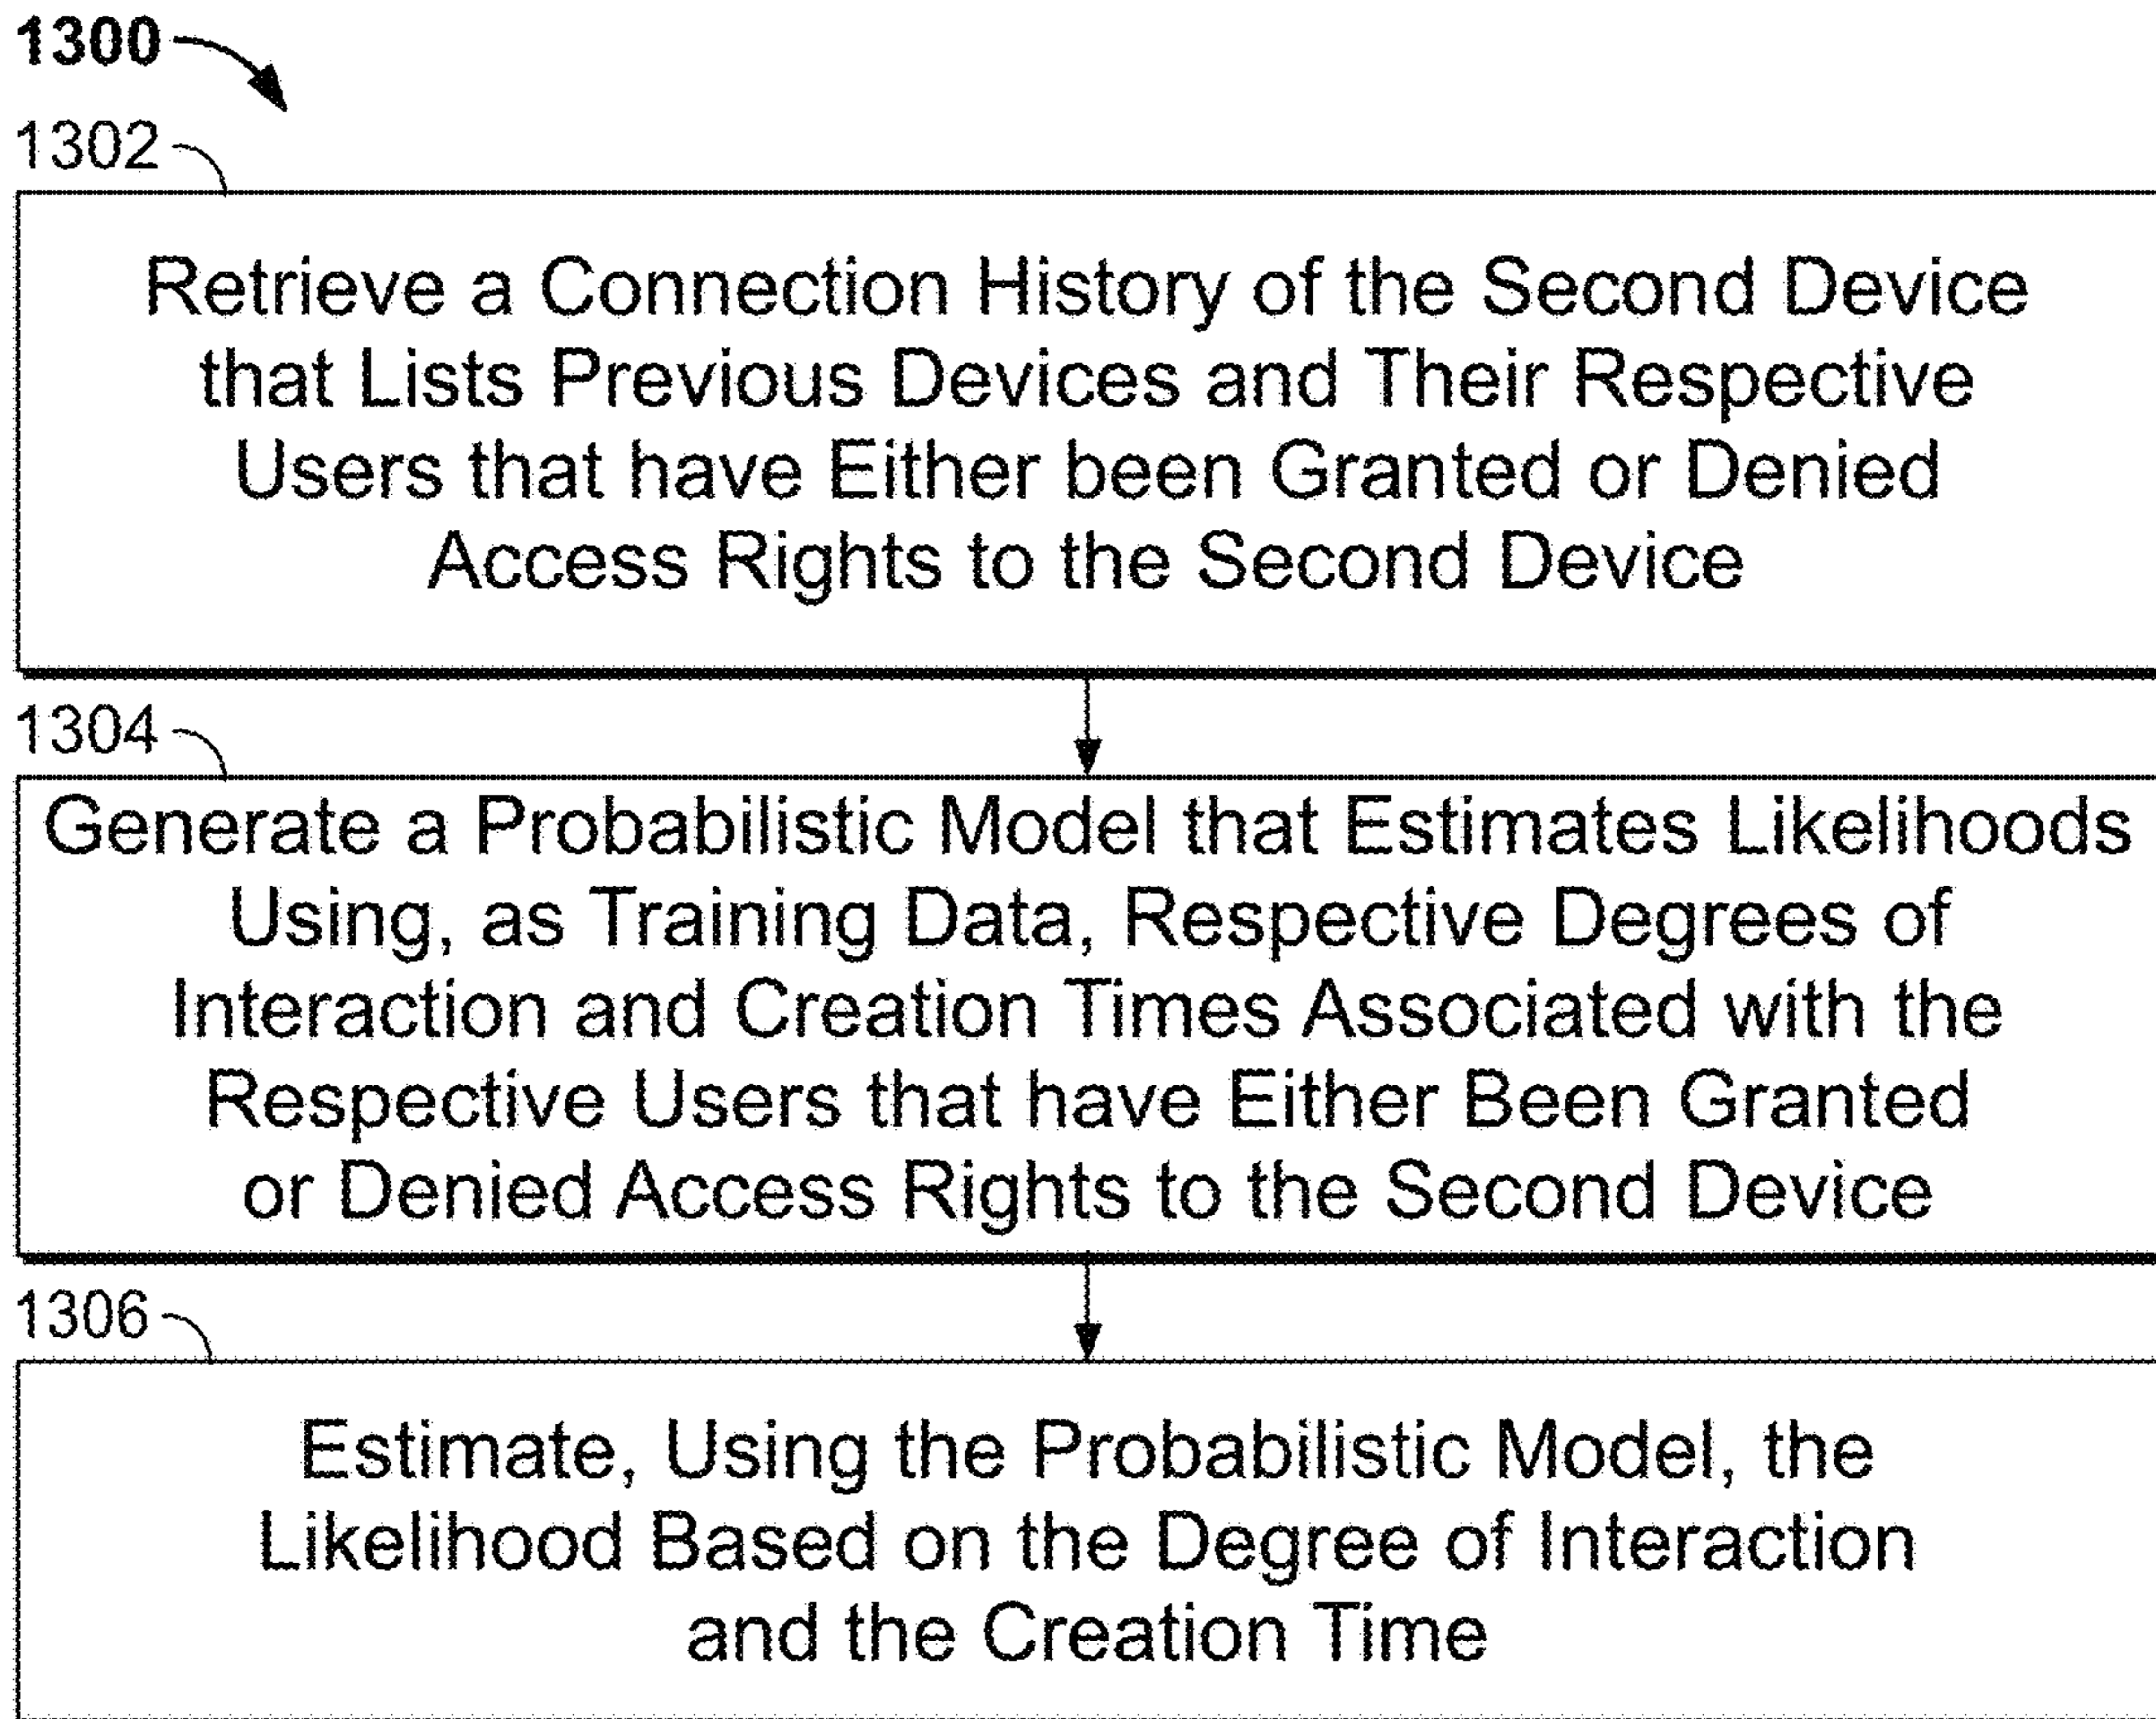 1300
1302
Retrieve a Connection History of the Second Device
that Lists Previous Devices and Their Respective
Users that have Either been Granted or Denied
Access Rights to the Second Device
1304
Generate a Probabilistic Model that Estimates Likelihoods
Using, as Training Data, Respective Degrees of
Interaction and Creation Times Associated with the
Respective Users that have Either Been Granted
or Denied Access Rights to the Second Device
1306
Estimate, Using the Probabilistic Model, the
Likelihood Based on the Degree of Interaction
and the Creation Time